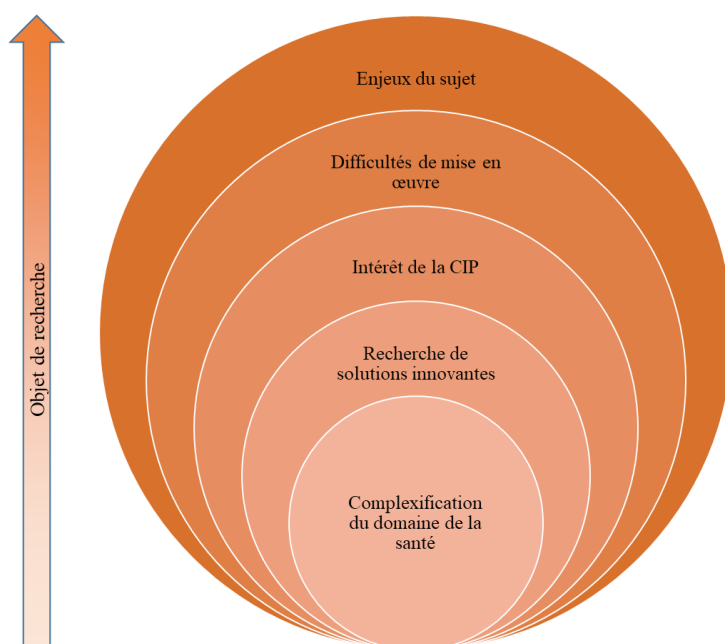 Enjeux du sujet
Difficultés de mise en
œuvre
Intérêt de la CIP
Recherche de
solutions innovantes
Complexification
du domaine de la
santé
Objet de recherche